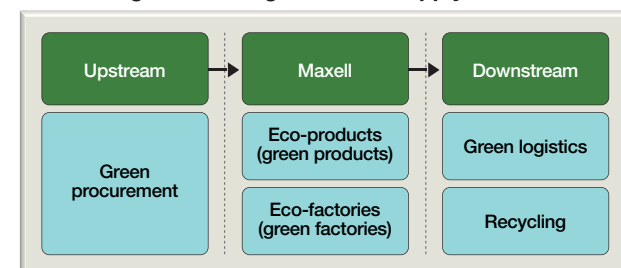 Upstream
Maxell
Downstream
Green
procurement
Eco-products
(green products)
Eco-factories
(green factories)
Green logistics
Recycling